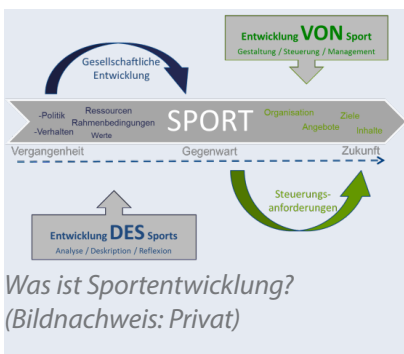 Entwicklung VON Sport
Gestaltung / Steuerung / Management
Gesellschaftliche
Entwicklung
-Politik
-Verhalten
Ressourcen
Rahmenbedingungen
Werte
SPORT
Organisation
Angebote
Ziele
Inhalte
Vergangenheit
Gegenwart
Zukunft
Steuerungs-
anforderungen
Entwicklung DES Sports
Analyse / Deskription / Reflexion
Was ist Sportentwicklung?
(Bildnachweis: Privat)